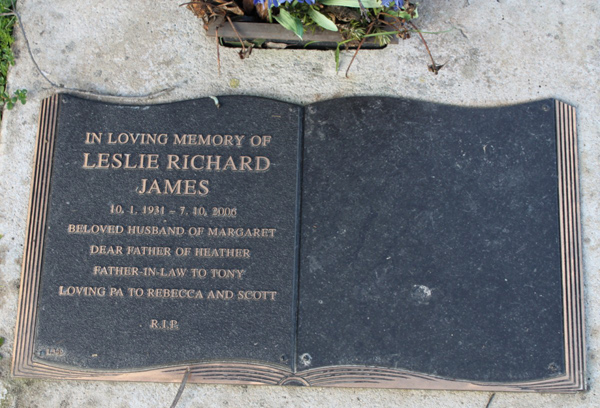 IN LOVING MEMORY OF
LESLIE RICHARD
JAMES
10. 1. 1931 – 7. 10. 2006
BELOVED HUSBAND OF MARGARET
DEAR FATHER OF HEATHER
FATHER-IN-LAW TO TONY
LOVING PA TO REBECCA AND SCOTT
R.I.P.